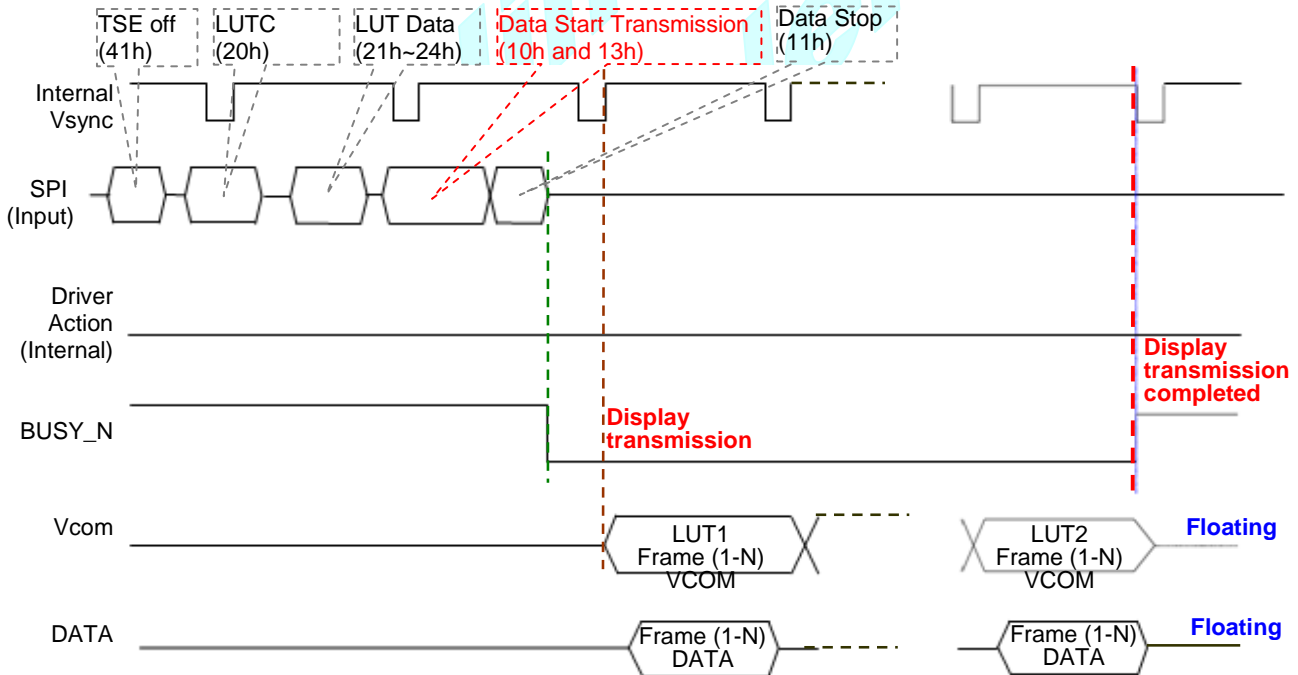 TSE off
(41h)
LUTC
(20h)
LUT Data
(21h~24h)
Data Start Transmission
(10h and 13h)
Data Stop
(11h)
Internal
Vsync
SPI
(Input)
Driver
Action
(Internal)
Display
transmission
completed
BUSY_N
Display
transmission
Vcom
LUT1
Frame (1-N)
VCOM
LUT2
Frame (1-N)
VCOM
Floating
DATA
Frame (1-N)
DATA
Frame (1-N)
DATA
Floating